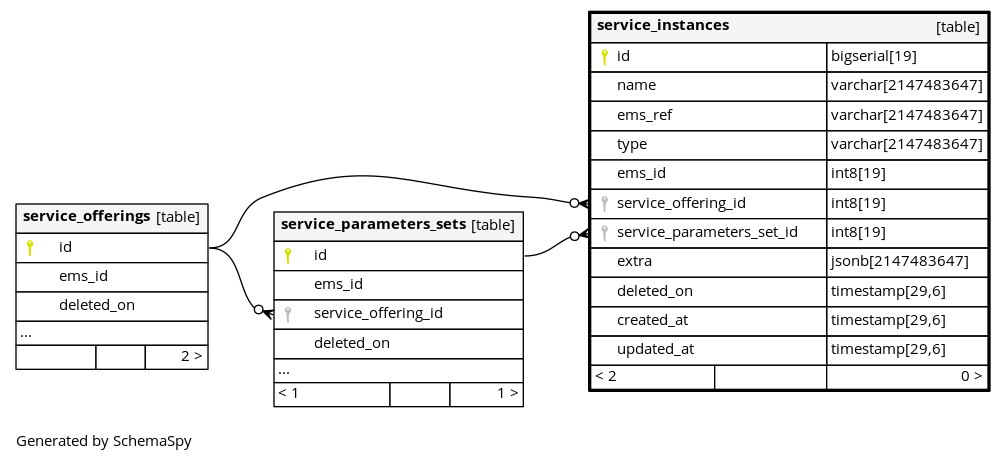 service_offerings [table]
id
ems_id
deleted_on
...
2 >
service_parameters_sets [table]
id
ems_id
service_offering_id
deleted_on
...
< 1 1 >
service_instances [table]
id bigserial[19]
name varchar[2147483647]
ems_ref varchar[2147483647]
type varchar[2147483647]
ems_id int8[19]
service_offering_id int8[19]
service_parameters_set_id int8[19]
extra jsonb[2147483647]
deleted_on timestamp[29,6]
created_at timestamp[29,6]
updated_at timestamp[29,6]
< 2 0 >
Generated by SchemaSpy